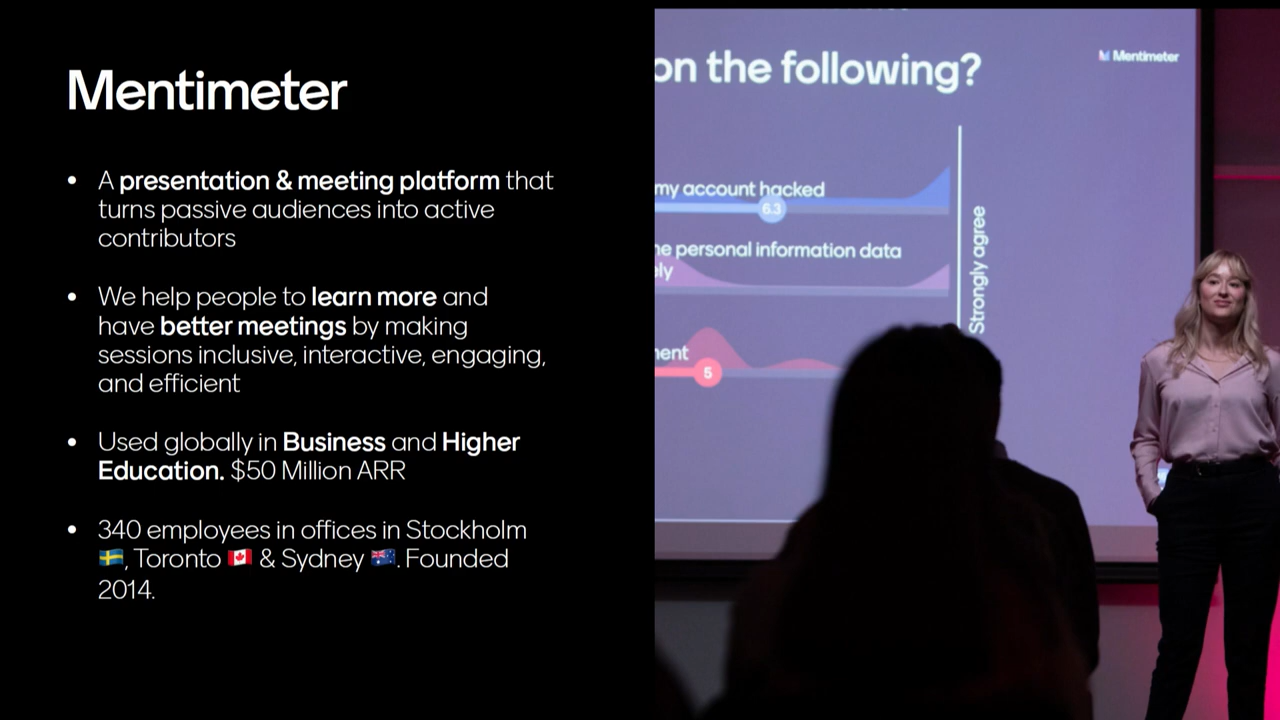 Mentimeter
• A presentation & meeting platform that
turns passive audiences into active
contributors
• We help people to learn more and
have better meetings by making
sessions inclusive, interactive, engaging,
and efficient
• Used globally in Business and Higher
Education. $50 Million ARR
• 340 employees in offices in Stockholm
🇸🇪, Toronto 🇨🇦 & Sydney 🇦🇺. Founded
2014.
on the following?
Mentimeter
my account hacked
6.3
personal information data
5
Strongly agree